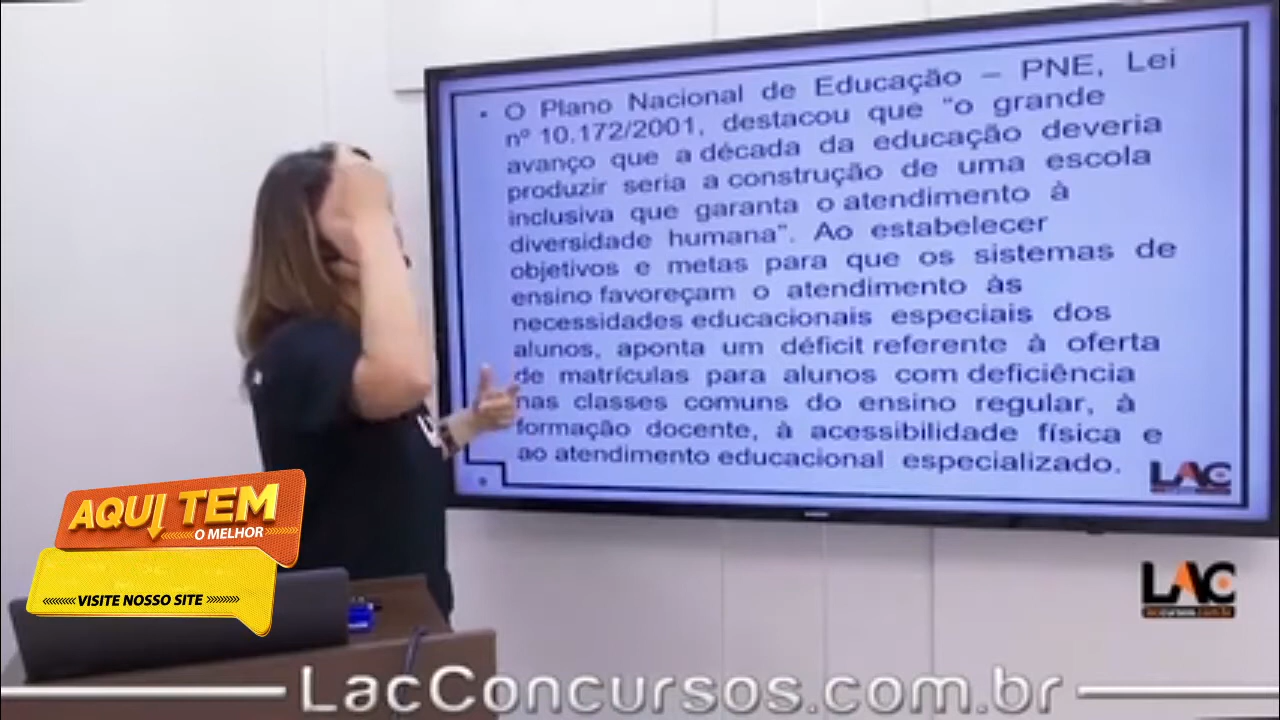 • O Plano Nacional de Educação – PNE, Lei
nº 10.172/2001, destacou que "o grande
avanço que a década da educação deveria
produzir seria a construção de uma escola
inclusiva que garanta o atendimento à
diversidade humana". Ao estabelecer
objetivos e metas para que os sistemas de
ensino favoreçam o atendimento às
necessidades educacionais especiais dos
alunos, aponta um déficit referente à oferta
de matrículas para alunos com deficiência
nas classes comuns do ensino regular, à
formação docente, à acessibilidade física e
ao atendimento educacional especializado.
LAC
AQUI TEM
O MELHOR
VISITE NOSSO SITE
LAC
laccursos.com.br
LacConcursos.com.br